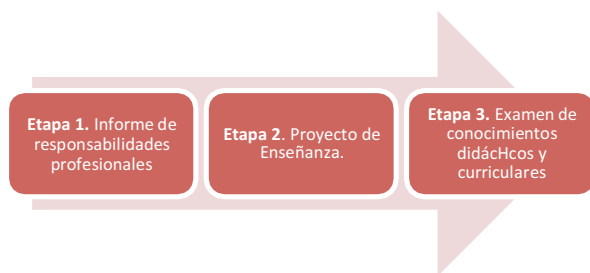 Etapa 1. Informe de
responsabilidades
profesionales
Etapa 2. Proyecto de
Enseñanza.
Etapa 3. Examen de
conocimientos
didácHcos y
curriculares